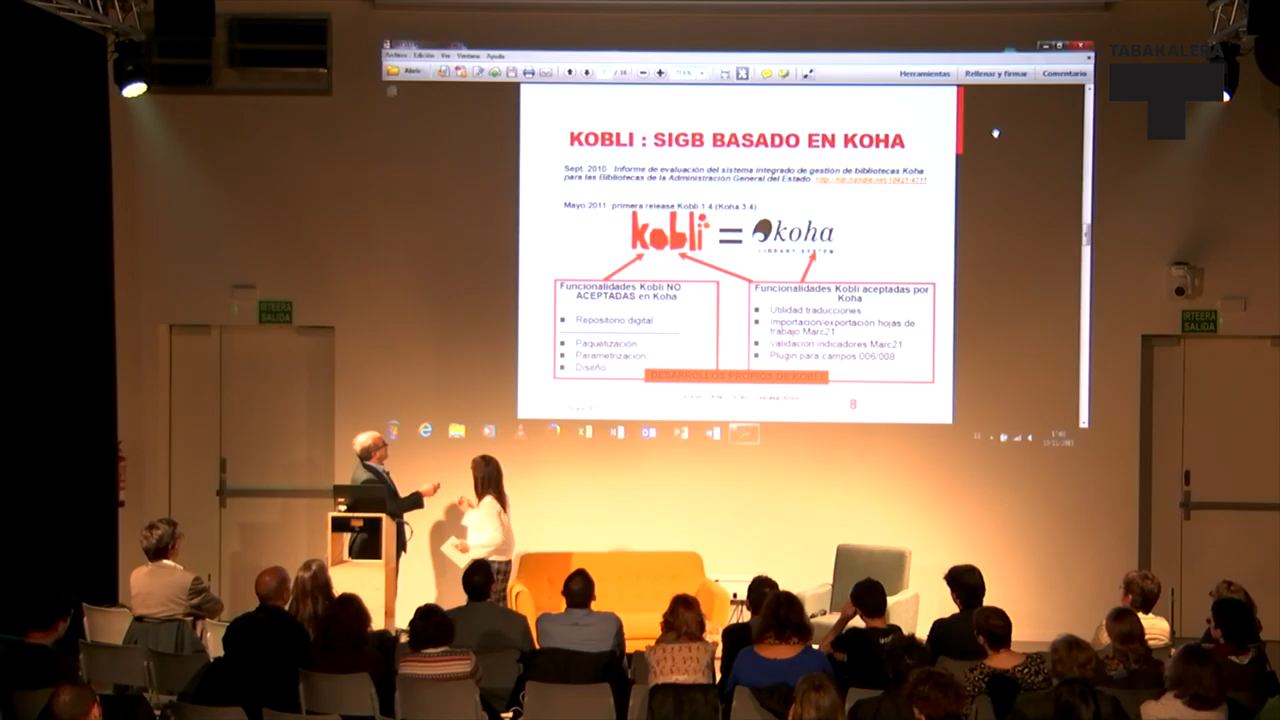 TABAKALERA
Archivo Edición Ver Ventana Ayuda
Abrir
/ 18
Herramientas
Rellenar y firmar
Comentario
KOBLI : SIGB BASADO EN KOHA
Sept. 2010 Informe de evaluación del sistema integrado de gestión de bibliotecas Koha
para las Bibliotecas de la Administración General del Estado
Mayo 2011 primera release Kobli 1.4 (Koha 3.4)
kobli = koha
LIBRARY SYSTEM
Funcionalidades Kobli NO
ACEPTADAS en Koha
Repositorio digital
Paquetización
Parametrización
Diseño
Funcionalidades Kobli aceptadas por
Koha
Utilidad traducciones
Importación/exportación hojas de
trabajo Marc21
Validación indicadores Marc21
Plugin para campos 006/008
DESARROLLOS PROPIOS DE KOBLI
8
IRTEERA
SALIDA
IRTEERA
SALIDA